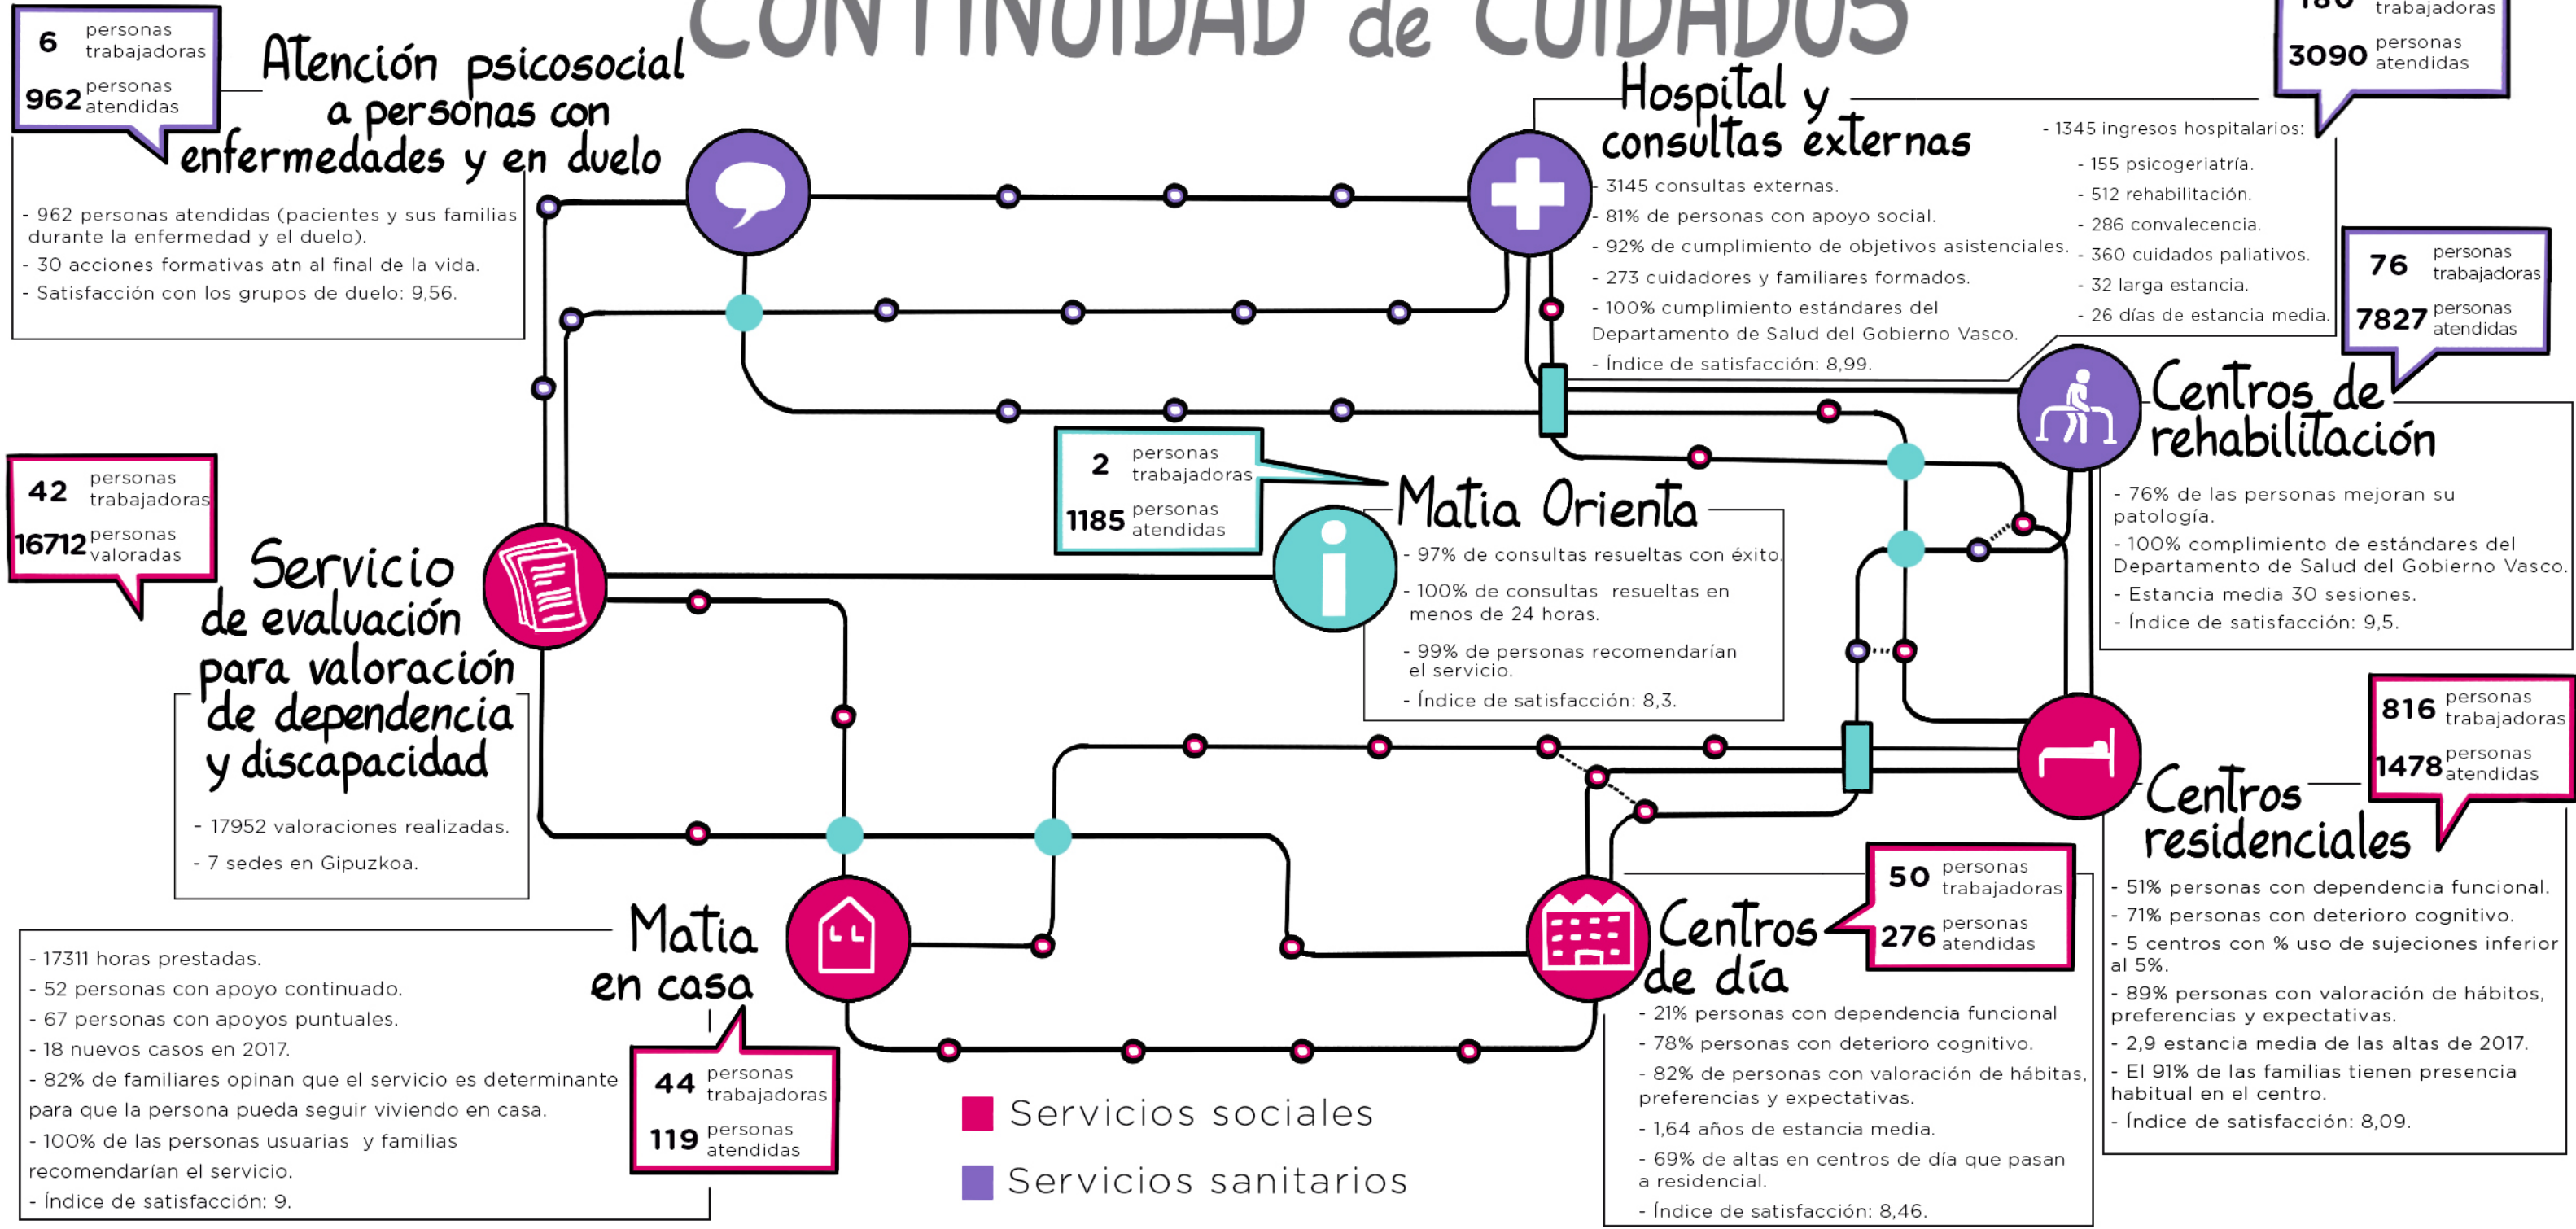 CONTINUIDAD de CUIDADOS
6 personas
trabajadoras
962 personas
atendidas
Atención psicosocial
a personas con
enfermedades y en duelo
- 962 personas atendidas (pacientes y sus familias
durante la enfermedad y el duelo).
- 30 acciones formativas atn al final de la vida.
- Satisfacción con los grupos de duelo: 9,56.
180
trabajadoras
3090 personas
atendidas
Hospital y
consultas externas
- 3145 consultas externas.
- 81% de personas con apoyo social.
- 92% de cumplimiento de objetivos asistenciales.
- 273 cuidadores y familiares formados.
- 100% cumplimiento estándares del
Departamento de Salud del Gobierno Vasco.
- Índice de satisfacción: 8,99.
- 1345 ingresos hospitalarios:
- 155 psicogeriatría.
- 512 rehabilitación.
- 286 convalecencia.
- 360 cuidados paliativos.
- 32 larga estancia.
- 26 días de estancia media.
76 personas
trabajadoras
7827 personas
atendidas
Centros de
rehabilitación
- 76% de las personas mejoran su
patología.
- 100% complimiento de estándares del
Departamento de Salud del Gobierno Vasco.
- Estancia media 30 sesiones.
- Índice de satisfacción: 9,5.
42 personas
trabajadoras
16712 personas
valoradas
Servicio
de evaluación
para valoración
de dependencia
y discapacidad
- 17952 valoraciones realizadas.
- 7 sedes en Gipuzkoa.
2 personas
trabajadoras
1185 personas
atendidas
Matia Orienta
- 97% de consultas resueltas con éxito.
- 100% de consultas resueltas en
menos de 24 horas.
- 99% de personas recomendarían
el servicio.
- Índice de satisfacción: 8,3.
816 personas
trabajadoras
1478 personas
atendidas
Centros
residenciales
- 51% personas con dependencia funcional.
- 71% personas con deterioro cognitivo.
- 5 centros con % uso de sujeciones inferior
al 5%.
- 89% personas con valoración de hábitos,
preferencias y expectativas.
- 2,9 estancia media de las altas de 2017.
- El 91% de las familias tienen presencia
habitual en el centro.
- Índice de satisfacción: 8,09.
Matia
en casa
- 17311 horas prestadas.
- 52 personas con apoyo continuado.
- 67 personas con apoyos puntuales.
- 18 nuevos casos en 2017.
- 82% de familiares opinan que el servicio es determinante
para que la persona pueda seguir viviendo en casa.
- 100% de las personas usuarias y familias
recomendarían el servicio.
- Índice de satisfacción: 9.
44 personas
trabajadoras
119 personas
atendidas
50 personas
trabajadoras
276 personas
atendidas
Centros
de día
- 21% personas con dependencia funcional
- 78% personas con deterioro cognitivo.
- 82% de personas con valoración de hábitas,
preferencias y expectativas.
- 1,64 años de estancia media.
- 69% de altas en centros de día que pasan
a residencial.
- Índice de satisfacción: 8,46.
Servicios sociales
Servicios sanitarios